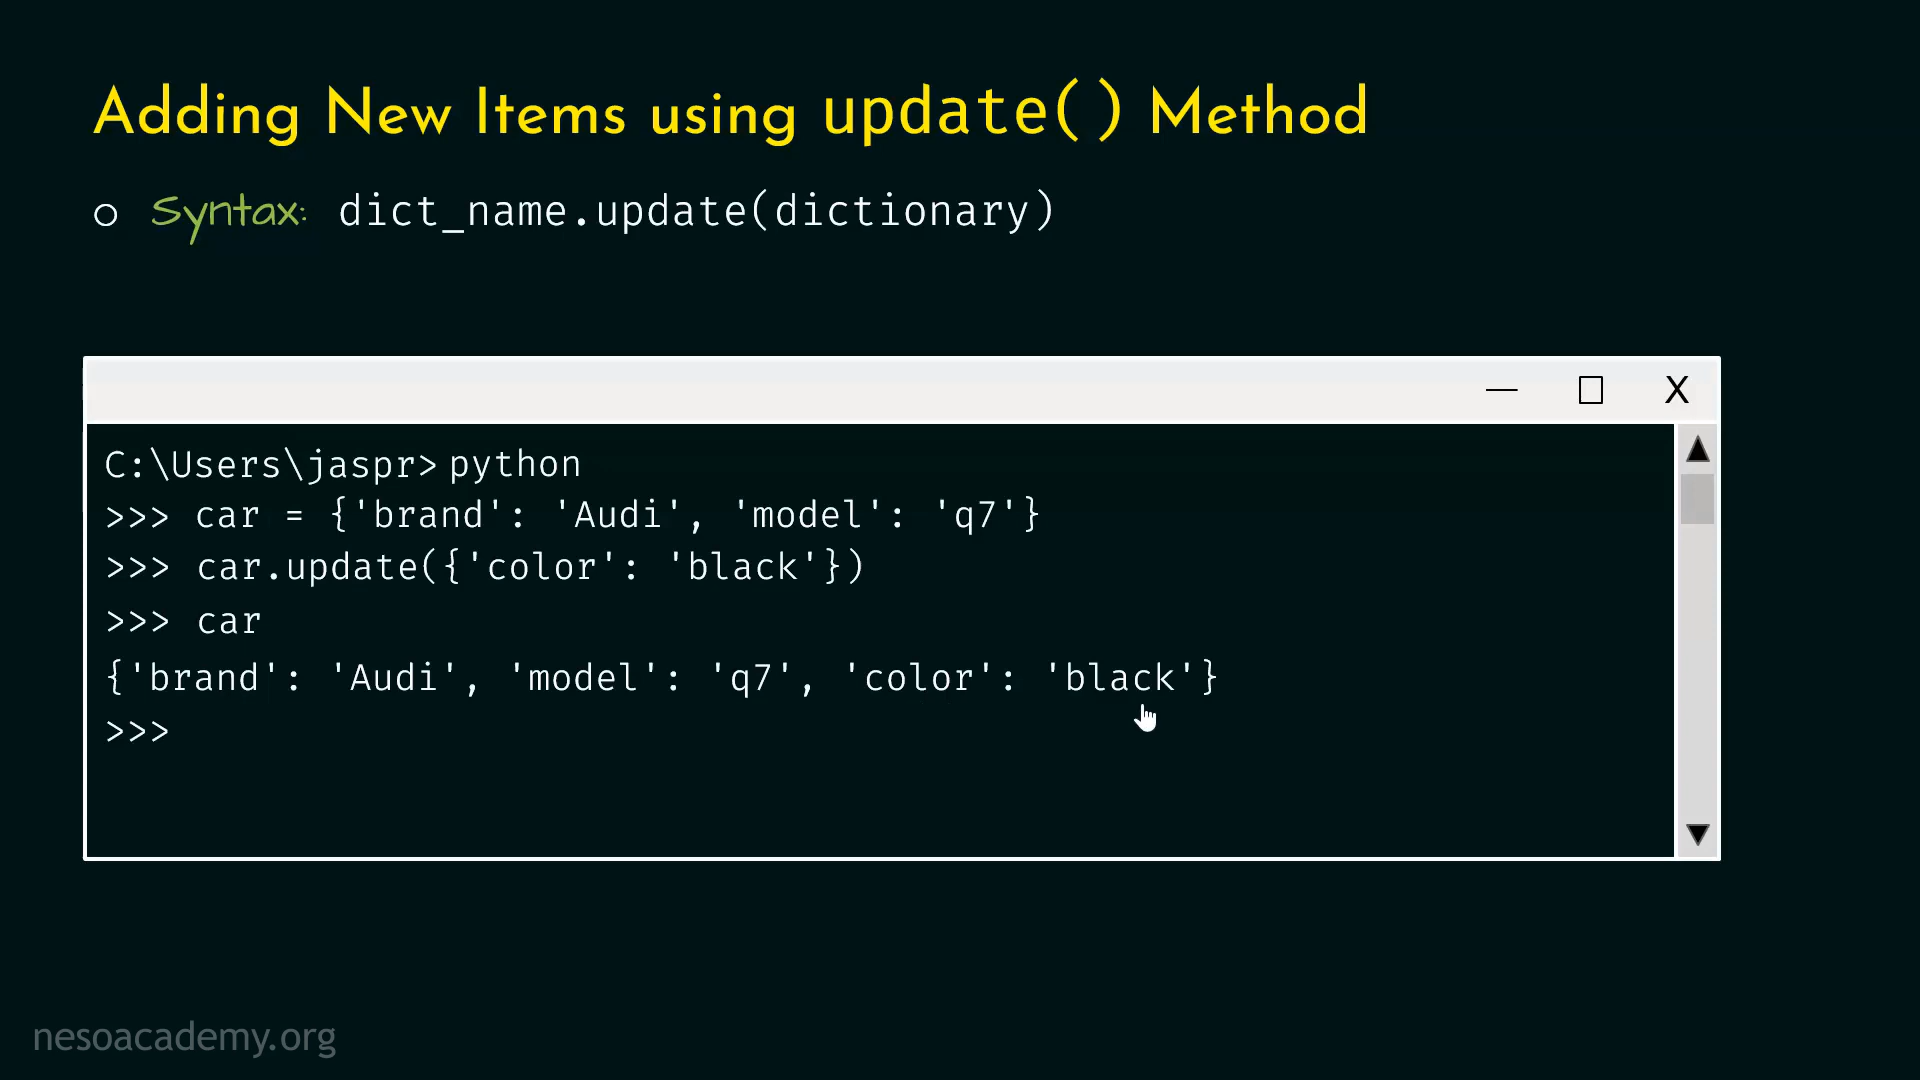 Adding New Items using update() Method
Syntax: dict_name.update(dictionary)
X
C:\Users\jaspr> python
>>> car = {'brand': 'Audi', 'model': 'q7'}
>>> car.update({'color': 'black'})
>>> car
{'brand': 'Audi', 'model': 'q7', 'color': 'black'}
>>>
nesoacademy.org